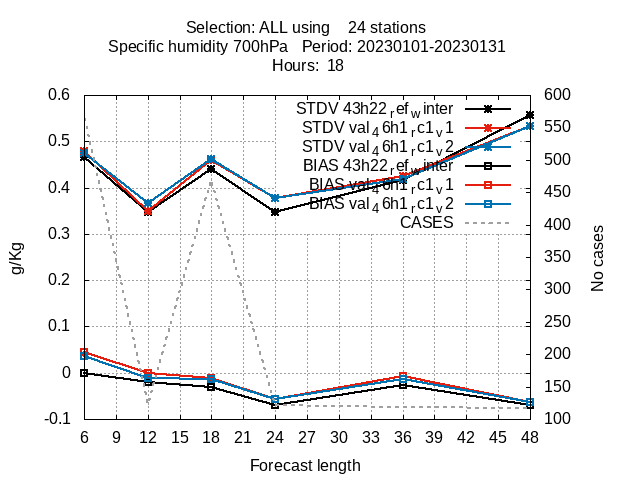 Selection: ALL using 24 stations
Specific humidity 700hPa Period: 20230101-20230131
Hours: 18
STDV 43h22_ref_winter
STDV val_46h1_rc1_v1
STDV val_46h1_rc1_v2
BIAS 43h22_ref_winter
BIAS val_46h1_rc1_v1
BIAS val_46h1_rc1_v2
CASES
0.6
0.5
0.4
0.3
0.2
0.1
0
-0.1
g/Kg
600
550
500
450
400
350
300
250
200
150
100
No cases
6 9 12 15 18 21 24 27 30 33 36 39 42 45 48
Forecast length